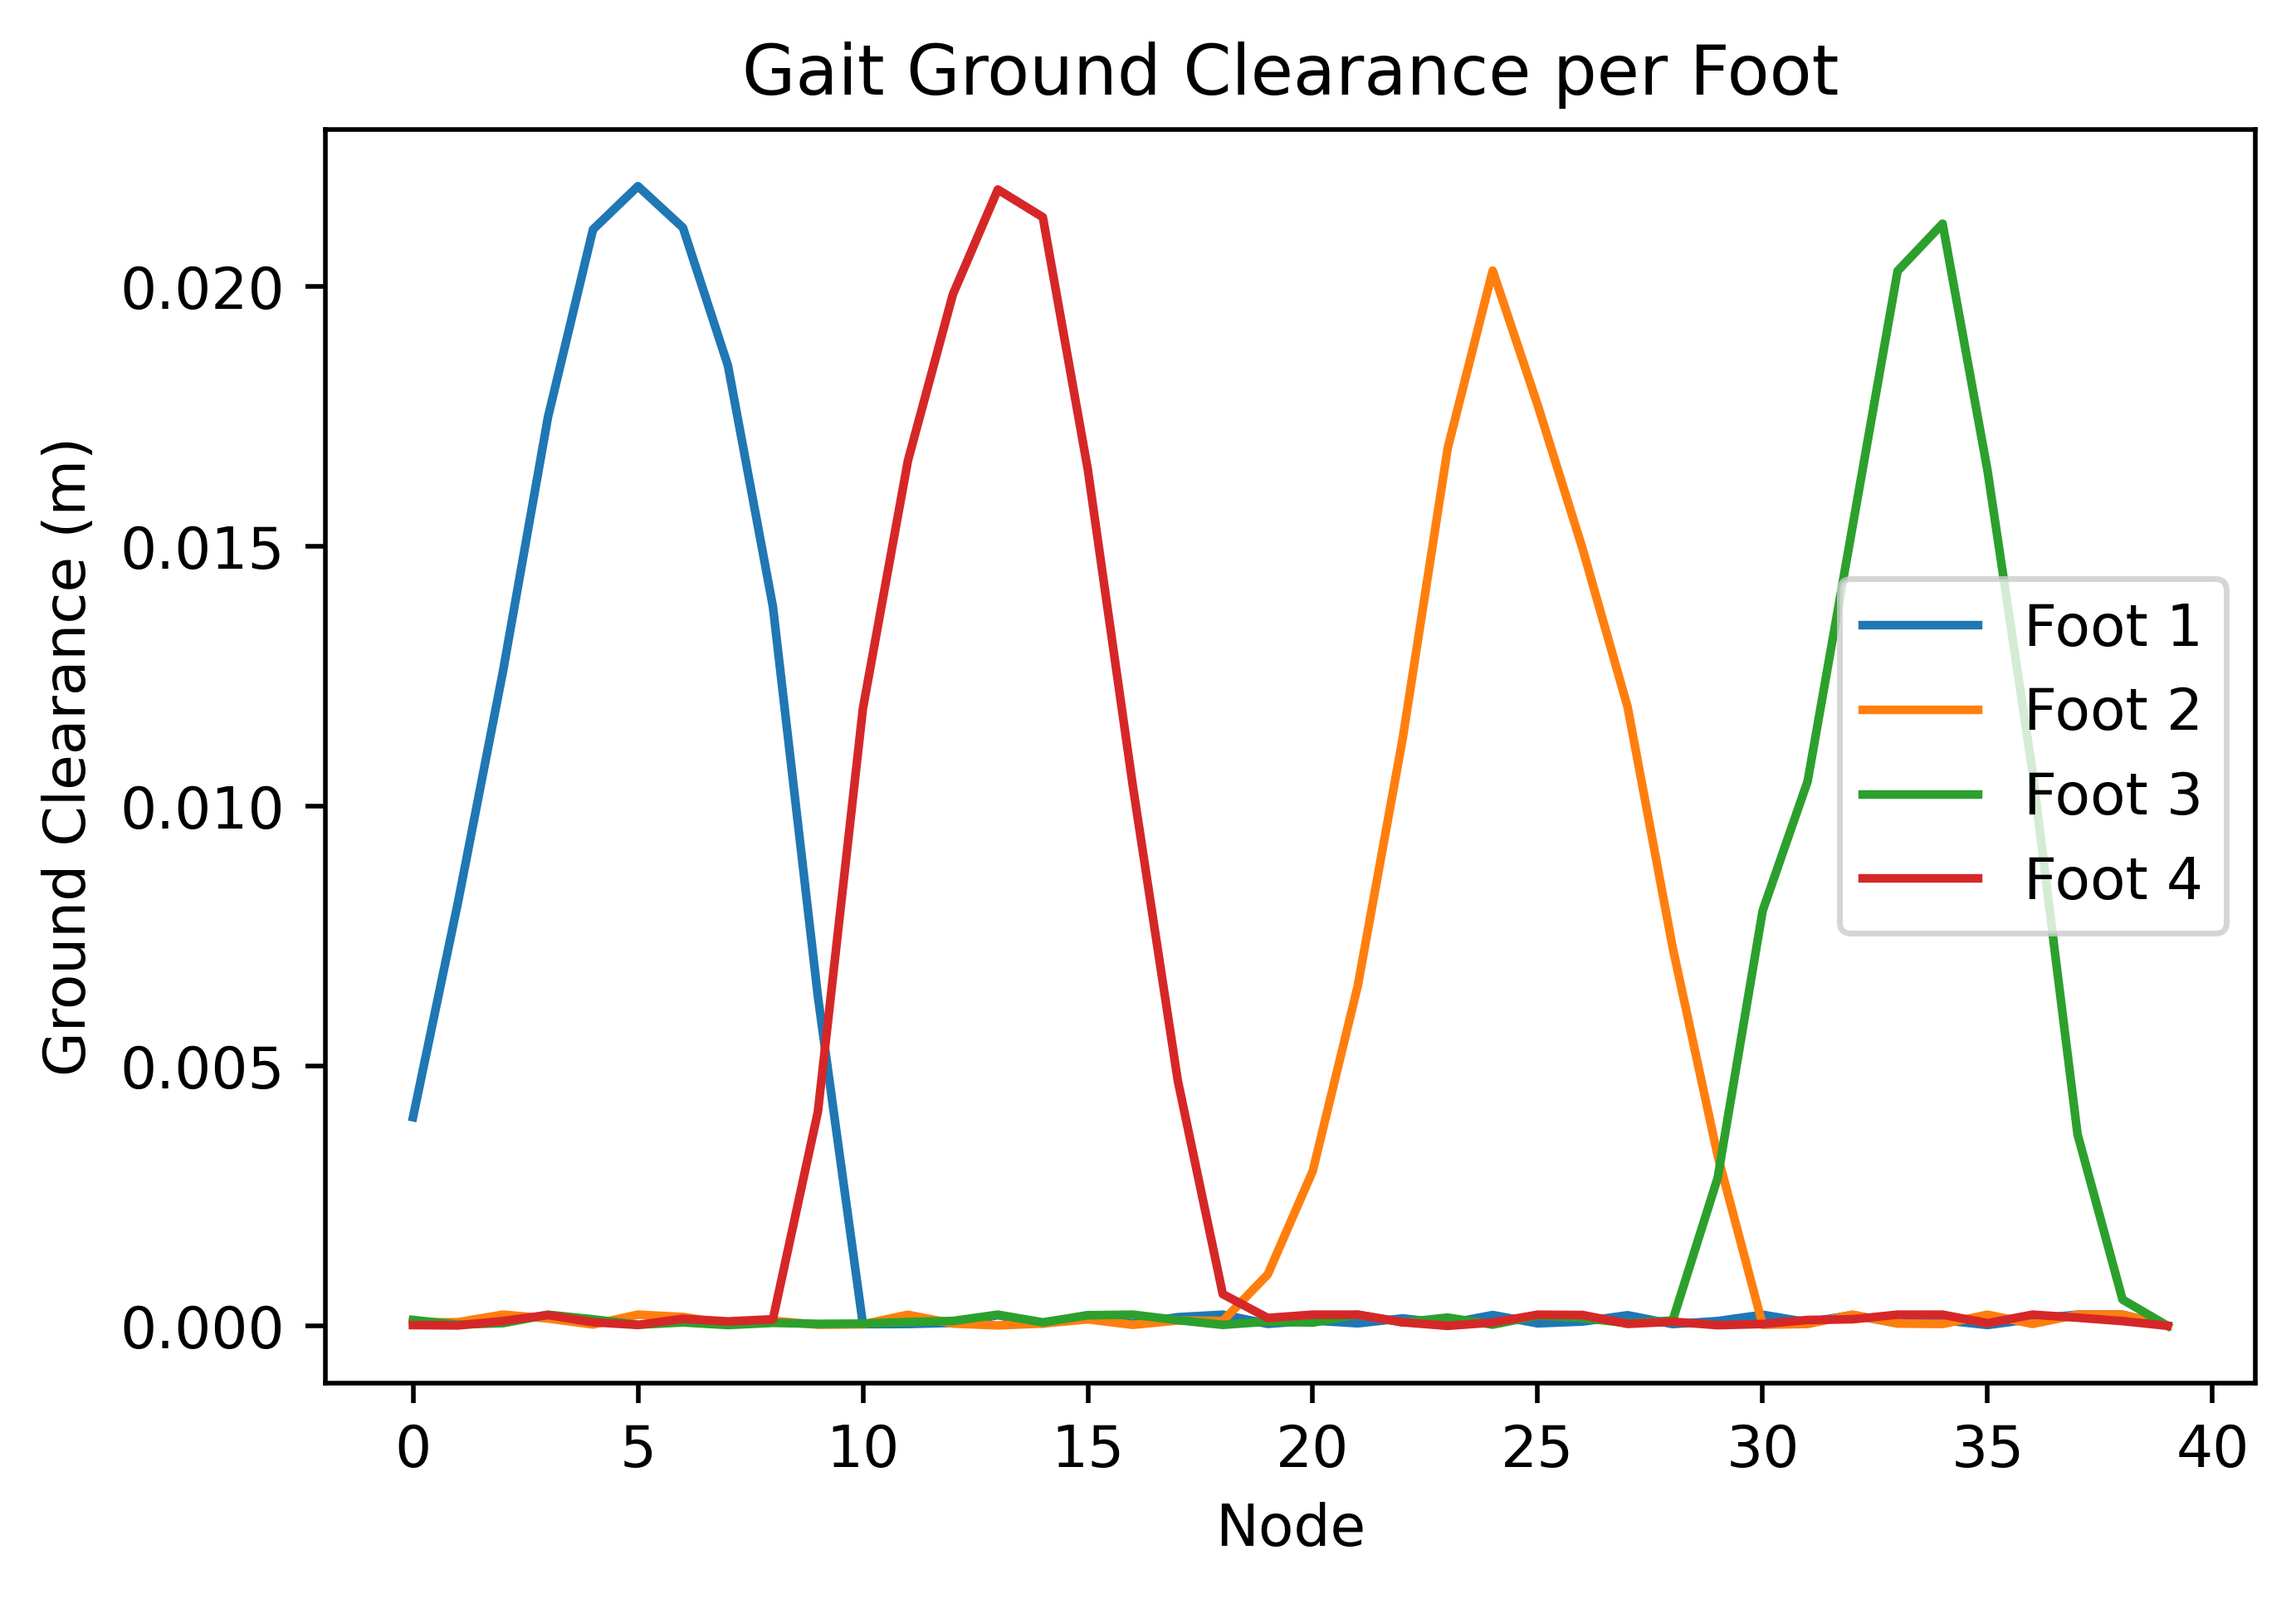 Gait Ground Clearance per Foot
Ground Clearance (m)
0.020
0.015
0.010
0.005
0.000
Foot 1
Foot 2
Foot 3
Foot 4
0 5 10 15 20 25 30 35 40
Node